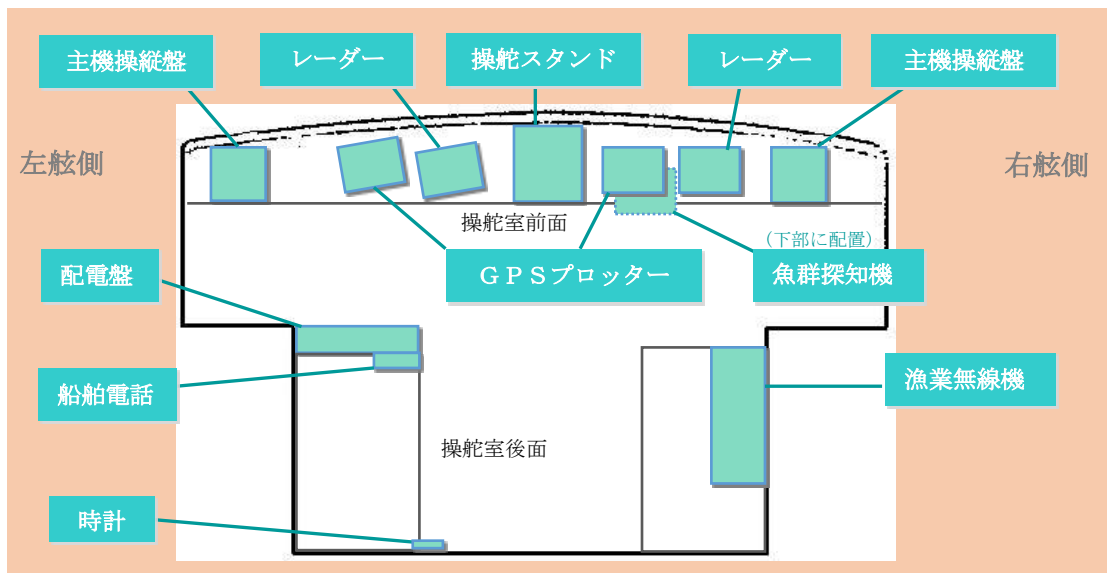 主機操縦盤
レーダー
操舵スタンド
レーダー
主機操縦盤
左舷側
右舷側
操舵室前面
(下部に配置)
配電盤
GPSプロッター
魚群探知機
船舶電話
漁業無線機
操舵室後面
時計